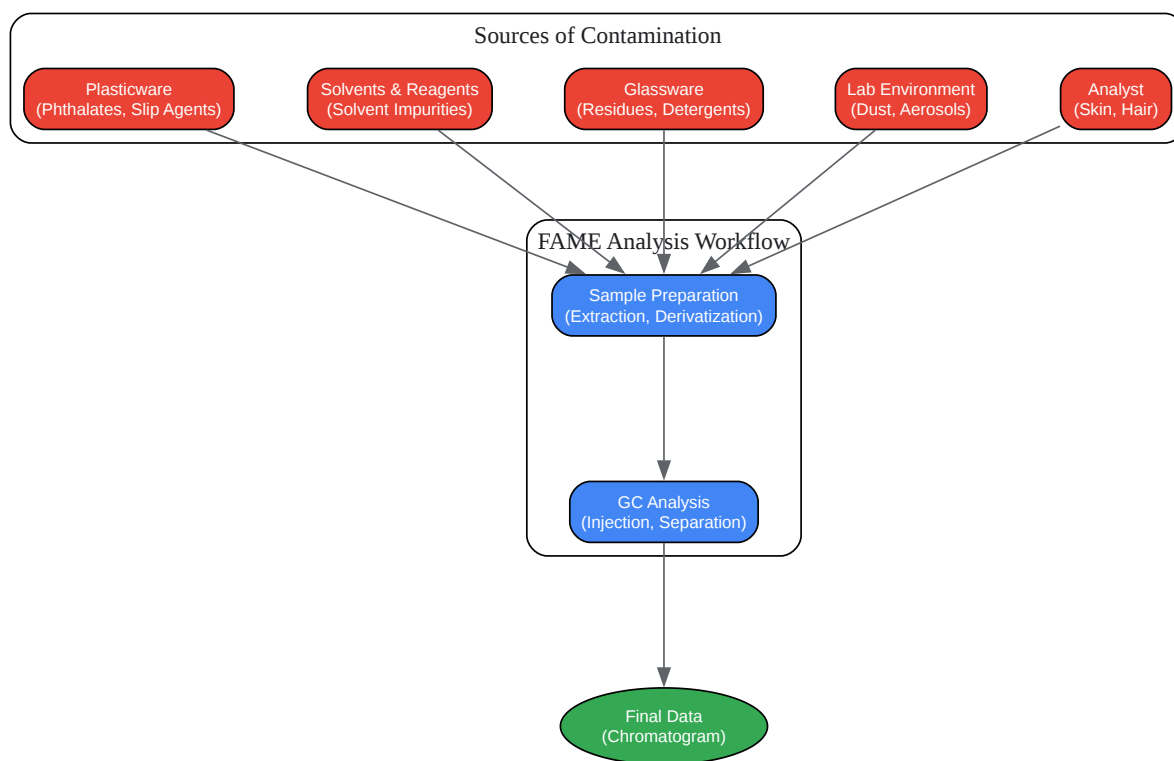 Sources of Contamination
Plasticware
(Phthalates, Slip Agents)
Solvents & Reagents
(Solvent Impurities)
Glassware
(Residues, Detergents)
Lab Environment
(Dust, Aerosols)
Analyst
(Skin, Hair)
FAME Analysis Workflow
Sample Preparation
(Extraction, Derivatization)
GC Analysis
(Injection, Separation)
Final Data
(Chromatogram)